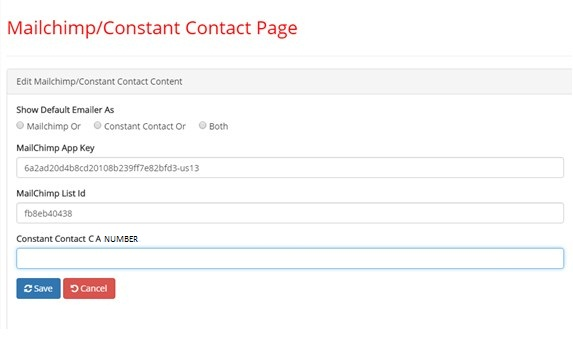 Mailchimp/Constant Contact Page
Edit Mailchimp/Constant Contact Content
Show Default Emailer As
Mailchimp Or Constant Contact Or Both
MailChimp App Key
6a2ad20d4b8cd20108b239ff7e82bfd3-us13
MailChimp List Id
fb8eb40438
Constant Contact C A NUMBER
Save Cancel